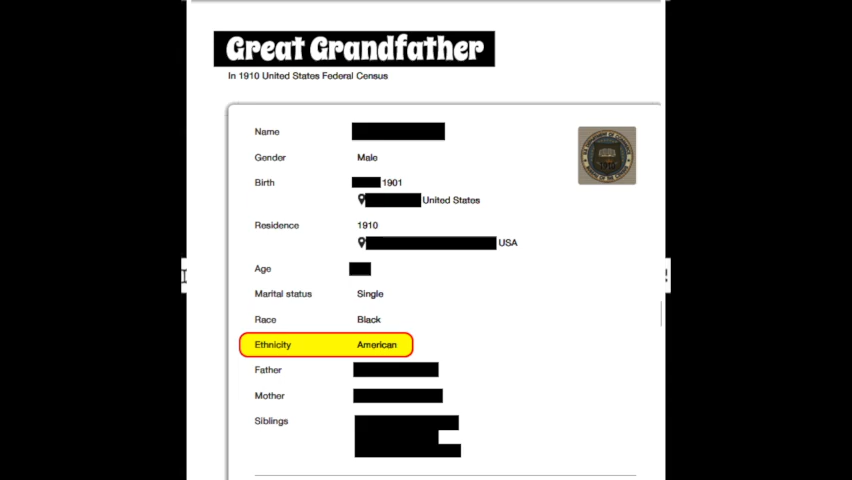 Great Grandfather
In 1910 United States Federal Census
Name
Gender Male
Birth 1901
United States
Residence 1910
USA
Age
Marital status Single
Race Black
Ethnicity American
Father
Mother
Siblings